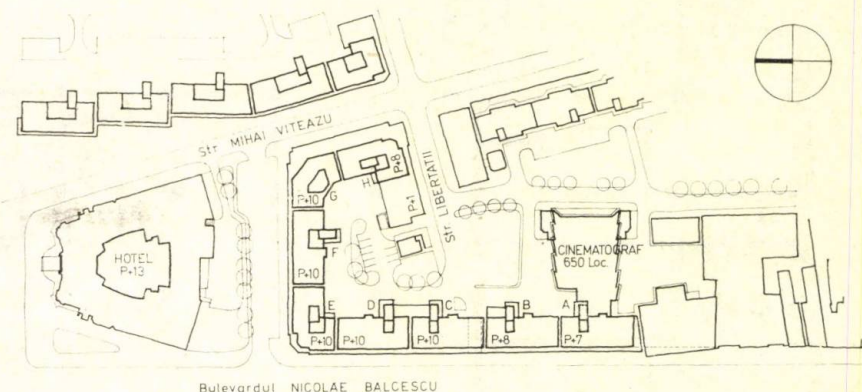 Str. MIHAI VITEAZU
P+8
H
P+10
G
P+1
Str. LIBERTATII
HOTEL
P+13
F
P+10
CINEMATOGRAF
650 Loc.
E
D
C
B
A
P+10
P+10
P+10
P+8
P+7
Bulevardul NICOLAE BALCESCU